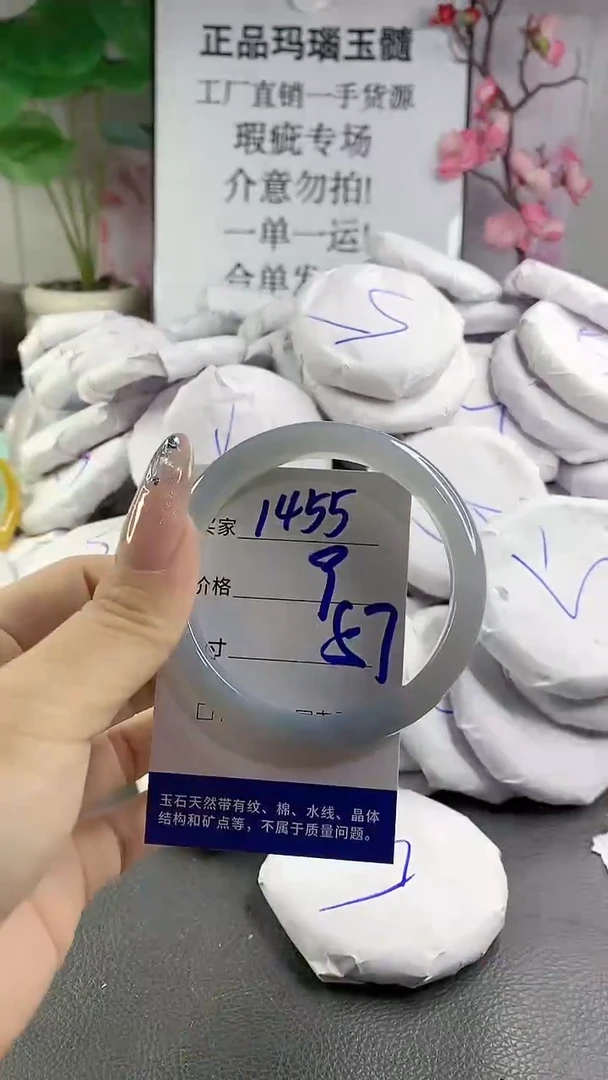 正品玛瑙玉髓
工厂直销一手货源
瑕疵专场
介意勿拍!
一单一运!
合单发
家 1455
价格 9
寸 57
玉石天然带有纹、棉、水线、晶体
结构和矿点等，不属于质量问题。